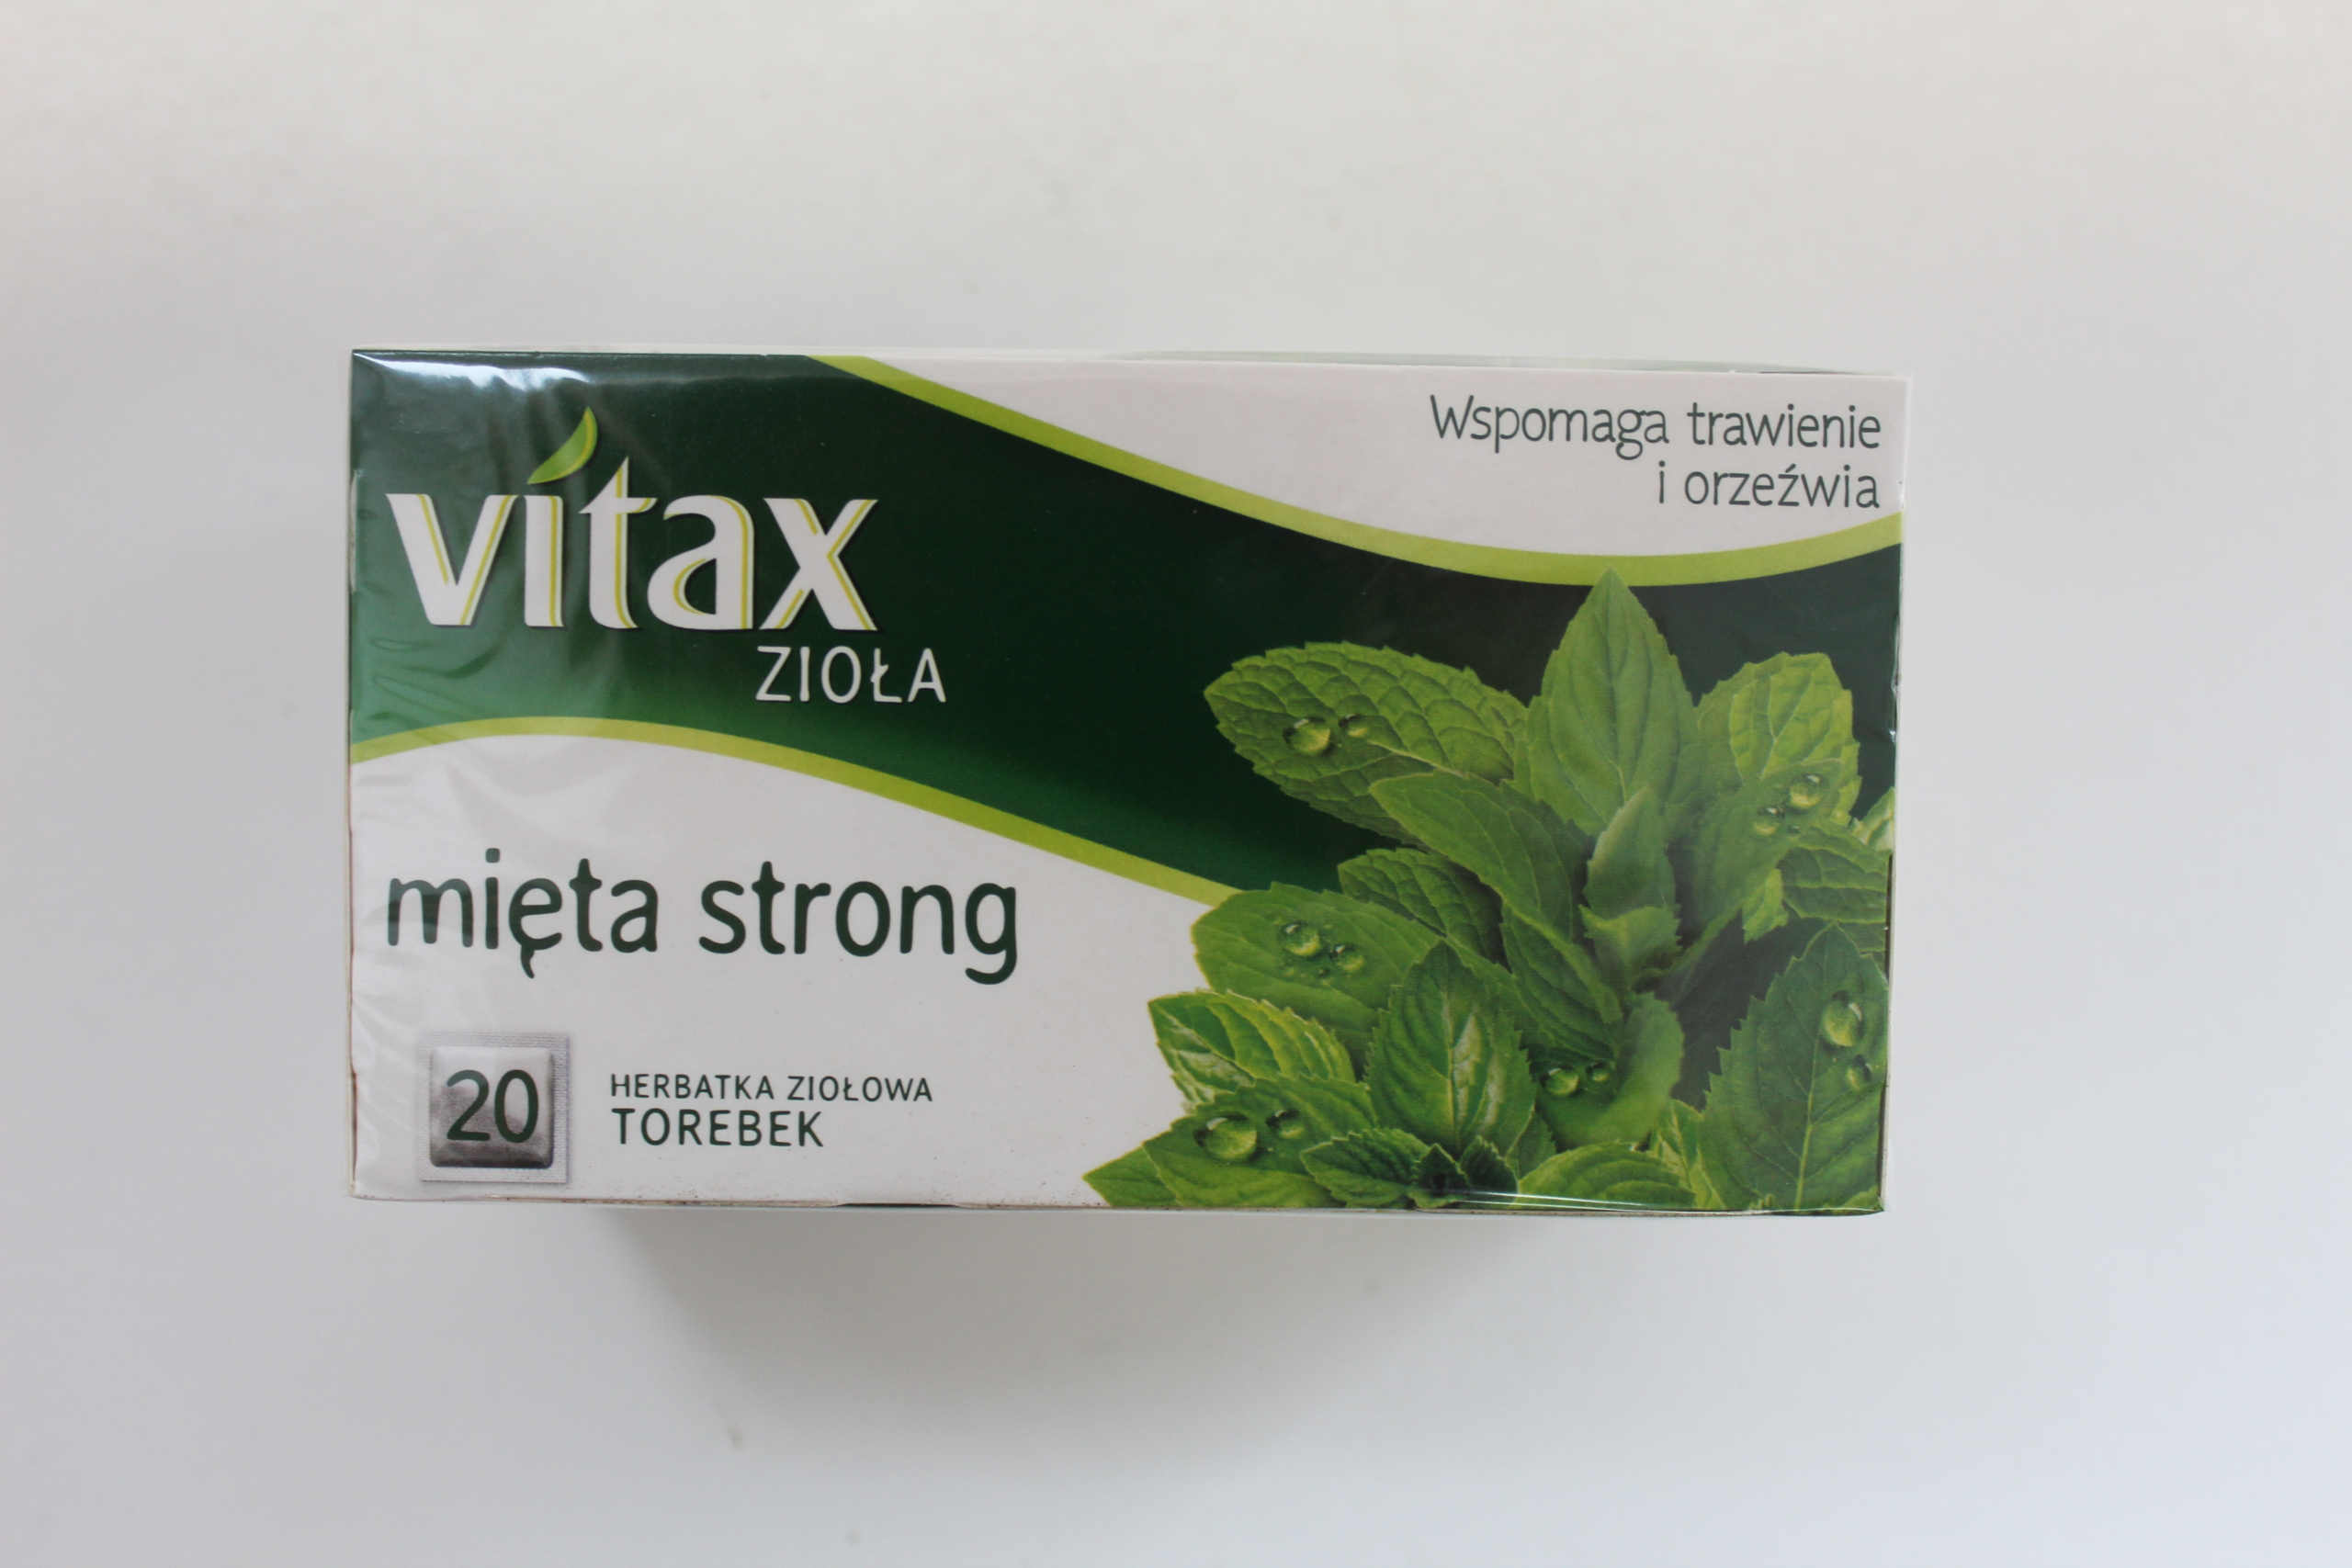 Wspomaga trawienie
i orzeźwia
vitax
ZIOŁA
mięta strong
20
HERBATKA ZIOŁOWA
TOREBEK